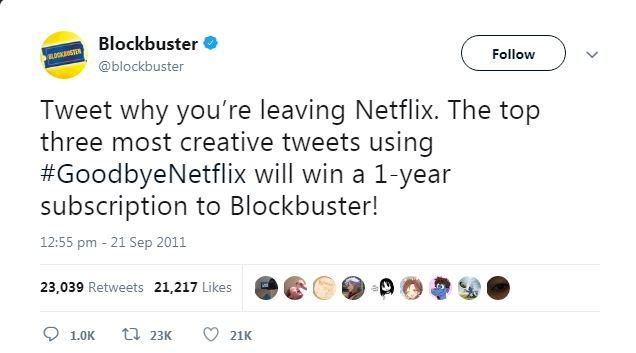 BLOCKBUSTER
Blockbuster
@blockbuster
Follow
Tweet why you’re leaving Netflix. The top
three most creative tweets using
#GoodbyeNetflix will win a 1-year
subscription to Blockbuster!
12:55 pm - 21 Sep 2011
23,039 Retweets 21,217 Likes
1.0K 23K 21K